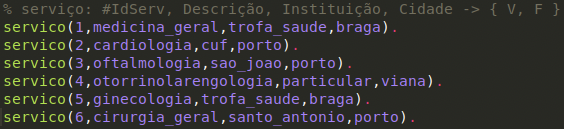 % serviço: #IdServ, Descrição, Instituição, Cidade -> { V, F }
servico(1,medicina_geral,trofa_saude,braga).
servico(2,cardiologia,cuf,porto).
servico(3,oftalmologia,sao_joao,porto).
servico(4,otorrinolarengologia,particular,viana).
servico(5,ginecologia,trofa_saude,braga).
servico(6,cirurgia_geral,santo_antonio,porto).